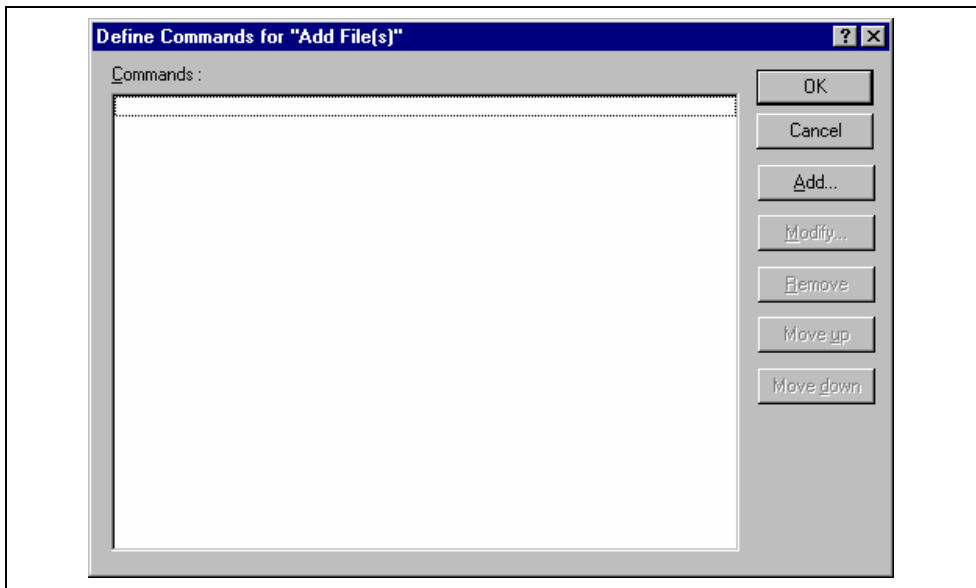 Define Commands for "Add File(s)"
Commands :
OK
Cancel
Add...
Modify...
Remove
Move up
Move down